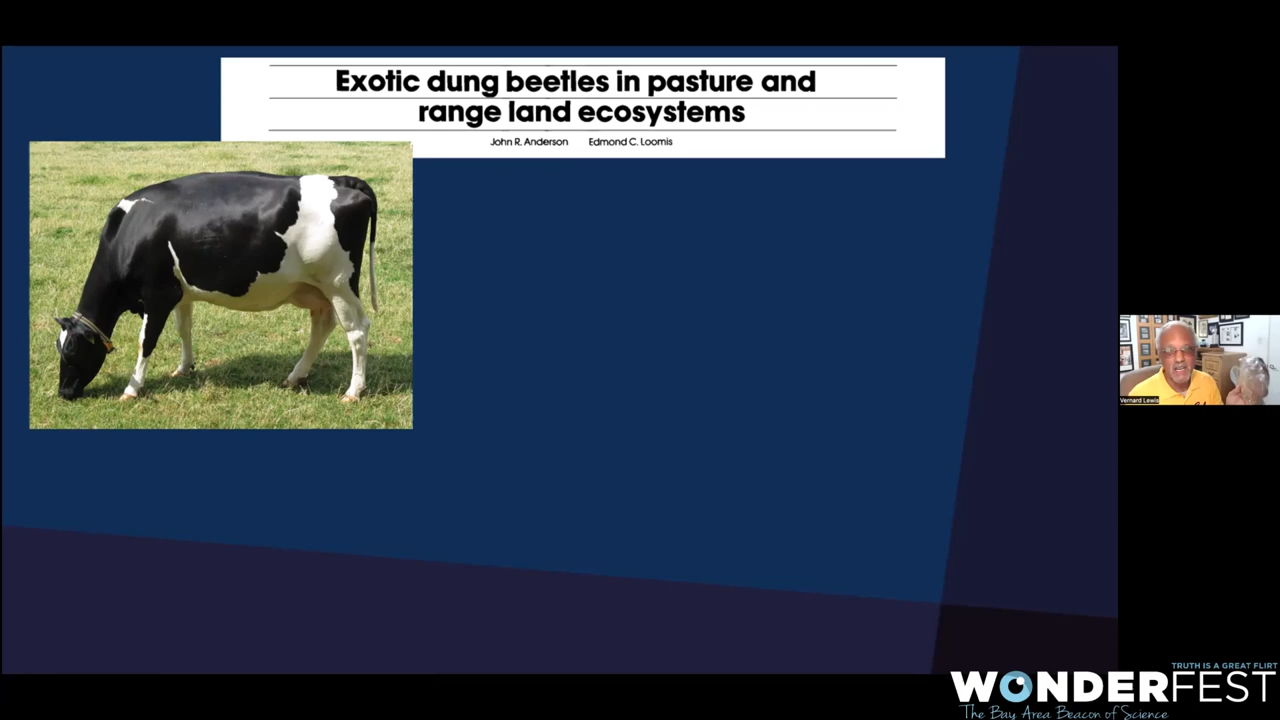 Exotic dung beetles in pasture and
range land ecosystems
John R. Anderson Edmond C. Loomis
Vernard Lewis
TRUTH IS A GREAT FLIRT
WONDERFEST
The Bay Area Beacon of Science